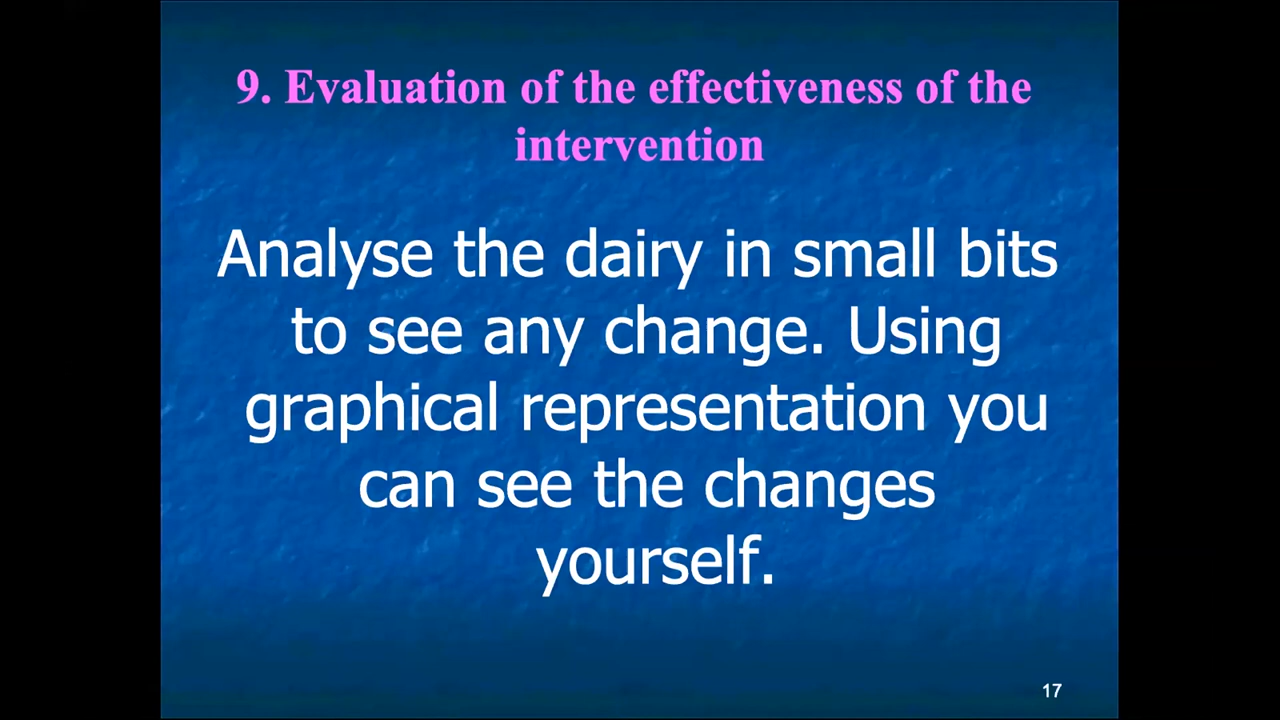 9. Evaluation of the effectiveness of the
intervention
Analyse the dairy in small bits
to see any change. Using
graphical representation you
can see the changes
yourself.
17